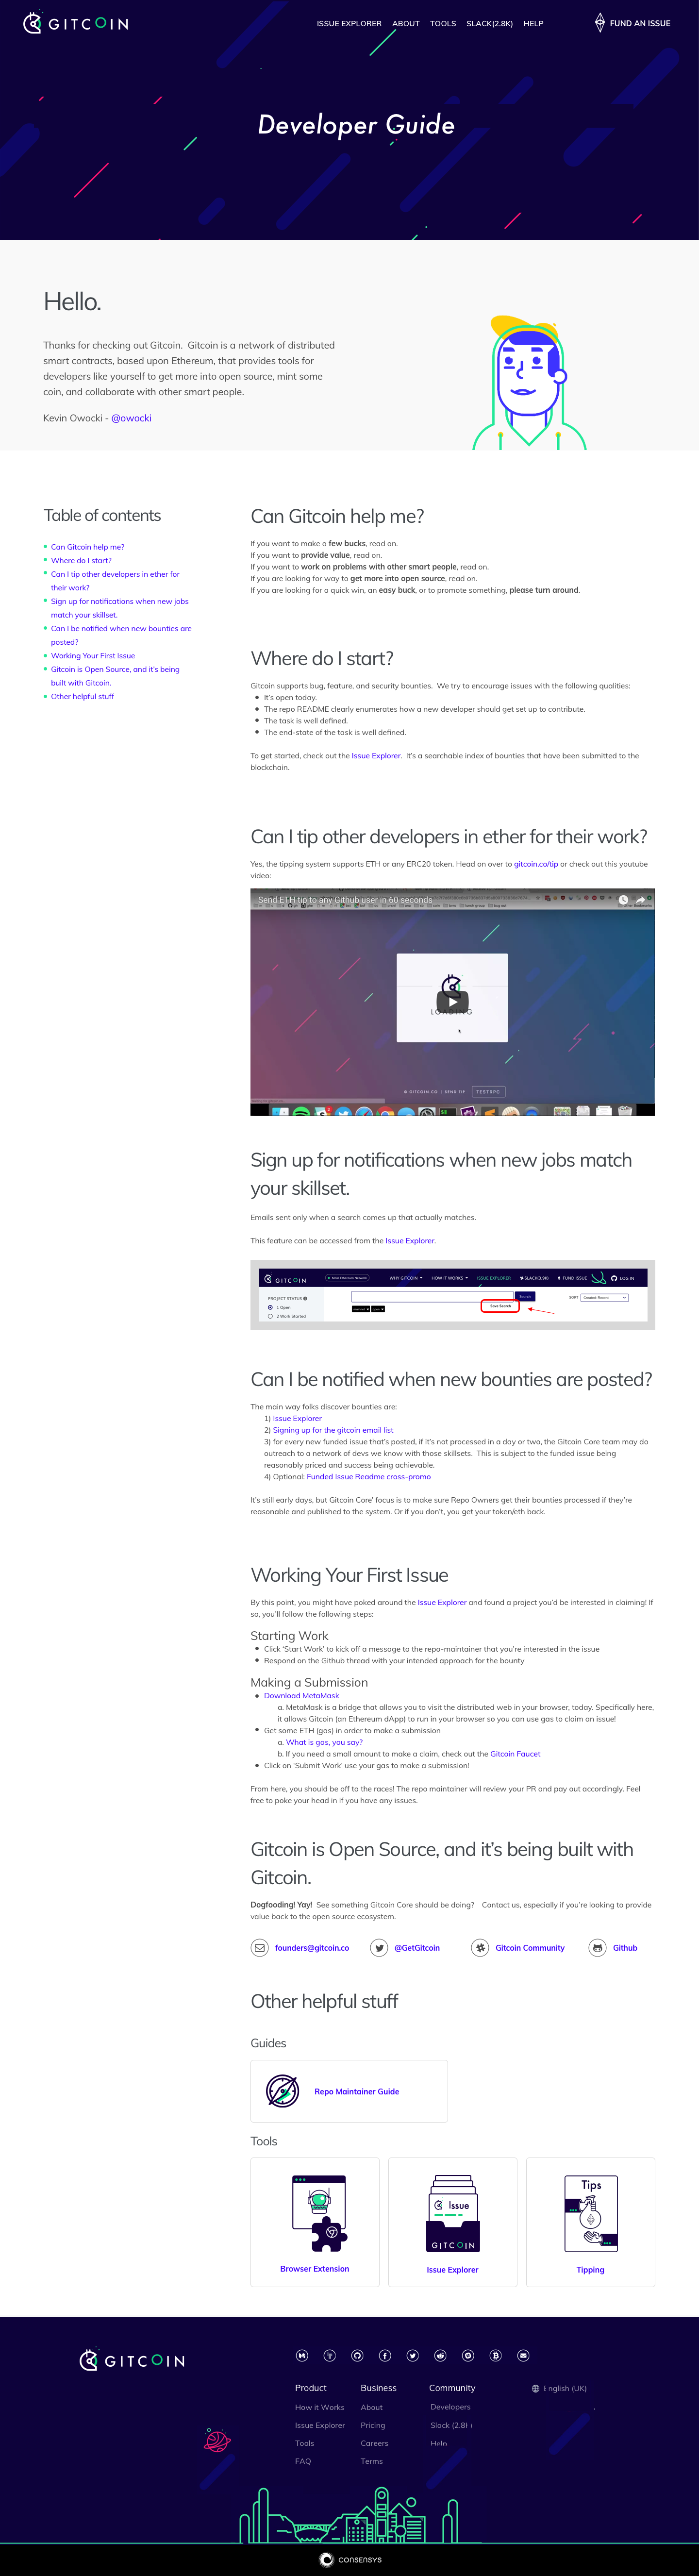 GITCOIN
ISSUE EXPLORER ABOUT TOOLS SLACK(2.8K) HELP
FUND AN ISSUE
Developer Guide
Hello.
Thanks for checking out Gitcoin. Gitcoin is a network of distributed
smart contracts, based upon Ethereum, that provides tools for
developers like yourself to get more into open source, mint some
coin, and collaborate with other smart people.
Kevin Owocki - @owocki
Table of contents
Can Gitcoin help me?
Where do I start?
Can I tip other developers in ether for
their work?
Sign up for notifications when new jobs
match your skillset.
Can I be notified when new bounties are
posted?
Working Your First Issue
Gitcoin is Open Source, and it's being
built with Gitcoin.
Other helpful stuff
Can Gitcoin help me?
If you want to make a few bucks, read on.
If you want to provide value, read on.
If you want to work on problems with other smart people, read on.
If you are looking for way to get more into open source, read on.
If you are looking for a quick win, an easy buck, or to promote something, please turn around.
Where do I start?
Gitcoin supports bug, feature, and security bounties. We try to encourage issues with the following qualities:
It's open today.
The repo README clearly enumerates how a new developer should get set up to contribute.
The task is well defined.
The end-state of the task is well defined.
To get started, check out the Issue Explorer. It's a searchable index of bounties that have been submitted to the
blockchain.
Can I tip other developers in ether for their work?
Yes, the tipping system supports ETH or any ERC20 token. Head on over to gitcoin.co/tip or check out this youtube
video:
Send ETH tip to any Github user in 60 seconds
LOADING
@ GITCOIN.CO | SEND TIP TESTRPC
Sign up for notifications when new jobs match
your skillset.
Emails sent only when a search comes up that actually matches.
This feature can be accessed from the Issue Explorer.
GITCOIN Main Ethereum Network WHY GITCOIN HOW IT WORKS ISSUE EXPLORER SLACK(3.9K) FUND ISSUE LOG IN
PROJECT STATUS
1 Open
2 Work Started
Search
Save Search
SORT Created: Recent
Can I be notified when new bounties are posted?
The main way folks discover bounties are:
1) Issue Explorer
2) Signing up for the gitcoin email list
3) for every new funded issue that's posted, if it's not processed in a day or two, the Gitcoin Core team may do
outreach to a network of devs we know with those skillsets. This is subject to the funded issue being
reasonably priced and success being achievable.
4) Optional: Funded Issue Readme cross-promo
It's still early days, but Gitcoin Core' focus is to make sure Repo Owners get their bounties processed if they're
reasonable and published to the system. Or if you don't, you get your token/eth back.
Working Your First Issue
By this point, you might have poked around the Issue Explorer and found a project you'd be interested in claiming! If
so, you'll follow the following steps:
Starting Work
Click 'Start Work' to kick off a message to the repo-maintainer that you're interested in the issue
Respond on the Github thread with your intended approach for the bounty
Making a Submission
Download MetaMask
a. MetaMask is a bridge that allows you to visit the distributed web in your browser, today. Specifically here,
it allows Gitcoin (an Ethereum dApp) to run in your browser so you can use gas to claim an issue!
Get some ETH (gas) in order to make a submission
a. What is gas, you say?
b. If you need a small amount to make a claim, check out the Gitcoin Faucet
Click on 'Submit Work' use your gas to make a submission!
From here, you should be off to the races! The repo maintainer will review your PR and pay out accordingly. Feel
free to poke your head in if you have any issues.
Gitcoin is Open Source, and it's being built with
Gitcoin.
Dogfooding! Yay! See something Gitcoin Core should be doing? Contact us, especially if you're looking to provide
value back to the open source ecosystem.
founders@gitcoin.co @GetGitcoin Gitcoin Community Github
Other helpful stuff
Guides
Repo Maintainer Guide
Tools
Issue
GITCOIN
Tips
Browser Extension
Issue Explorer
Tipping
GITCOIN
Product Business Community English (UK)
How it Works About Developers
Issue Explorer Pricing Slack (2.8
Tools Careers Help
FAQ Terms
CONSENSYS